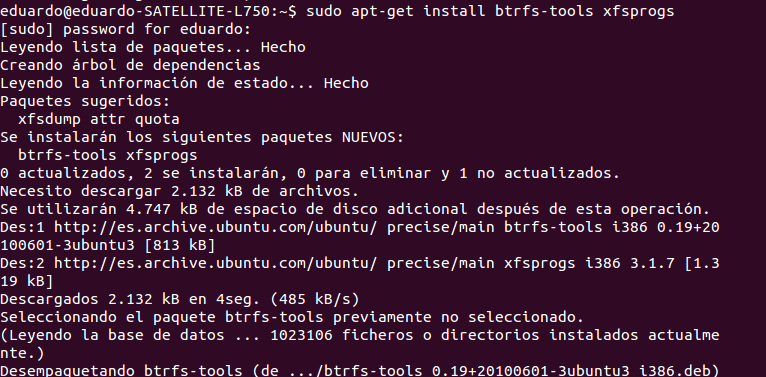 eduardo@eduardo-SATELLITE-L750:~$ sudo apt-get install btrfs-tools xfsprogs
[sudo] password for eduardo:
Leyendo lista de paquetes... Hecho
Creando árbol de dependencias
Leyendo la información de estado... Hecho
Paquetes sugeridos:
  xfsdump attr quota
Se instalarán los siguientes paquetes NUEVOS:
  btrfs-tools xfsprogs
0 actualizados, 2 se instalarán, 0 para eliminar y 1 no actualizados.
Necesito descargar 2.132 kB de archivos.
Se utilizarán 4.747 kB de espacio de disco adicional después de esta operación.
Des:1 http://es.archive.ubuntu.com/ubuntu/ precise/main btrfs-tools i386 0.19+20
100601-3ubuntu3 [813 kB]
Des:2 http://es.archive.ubuntu.com/ubuntu/ precise/main xfsprogs i386 3.1.7 [1.3
19 kB]
Descargados 2.132 kB en 4seg. (485 kB/s)
Seleccionando el paquete btrfs-tools previamente no seleccionado.
(Leyendo la base de datos ... 1023106 ficheros o directorios instalados actualme
nte.)
Desempaquetando btrfs-tools (de .../btrfs-tools_0.19+20100601-3ubuntu3_i386.deb)